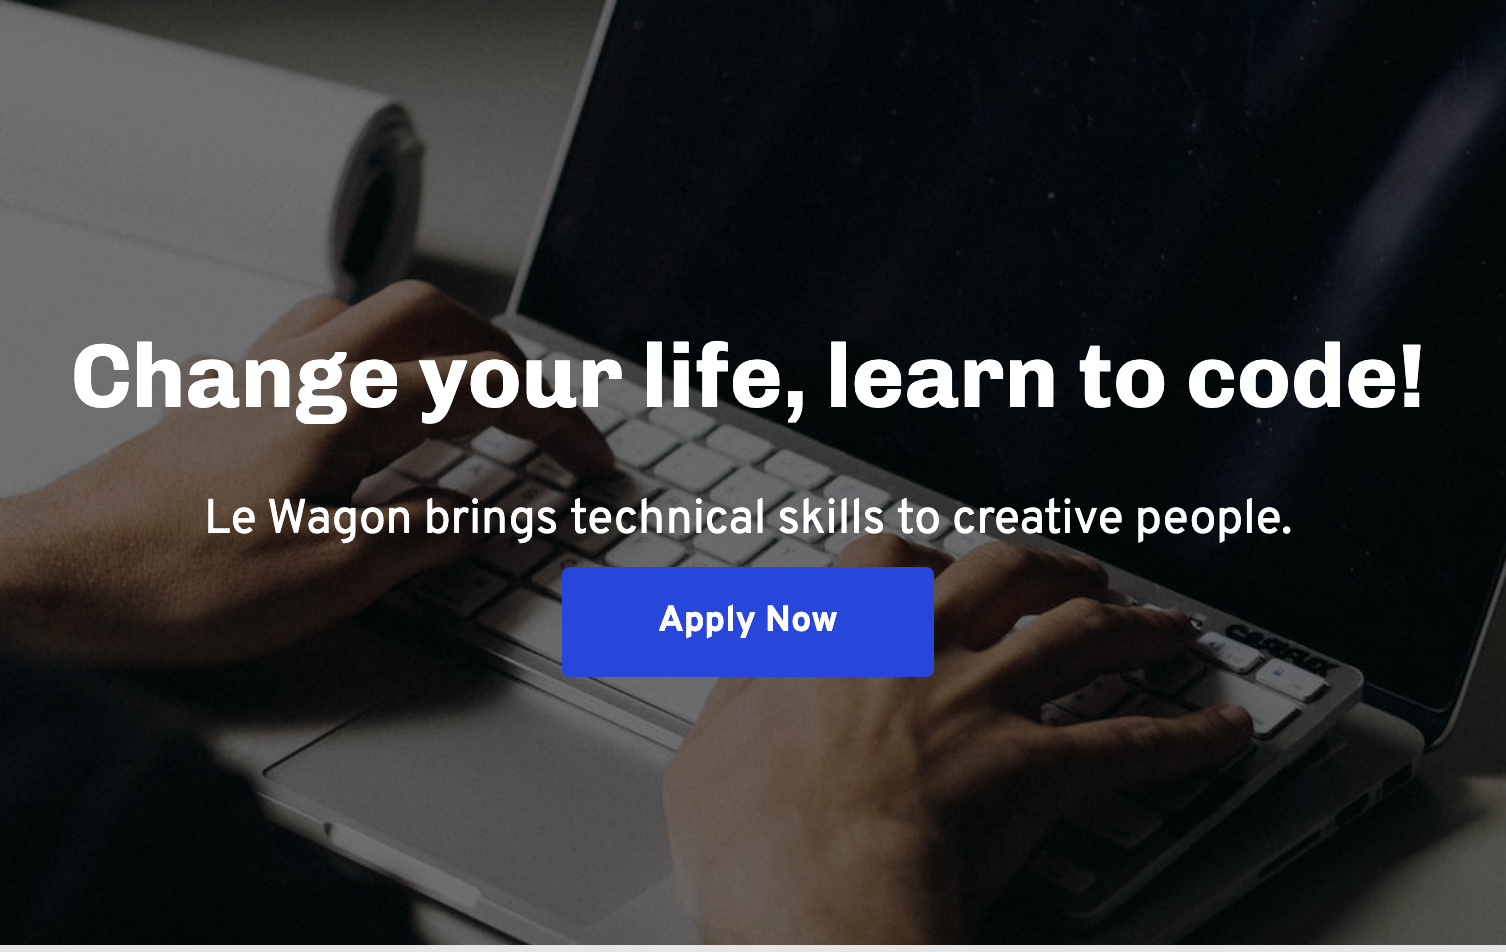 Change your life, learn to code!
Le Wagon brings technical skills to creative people.
Apply Now